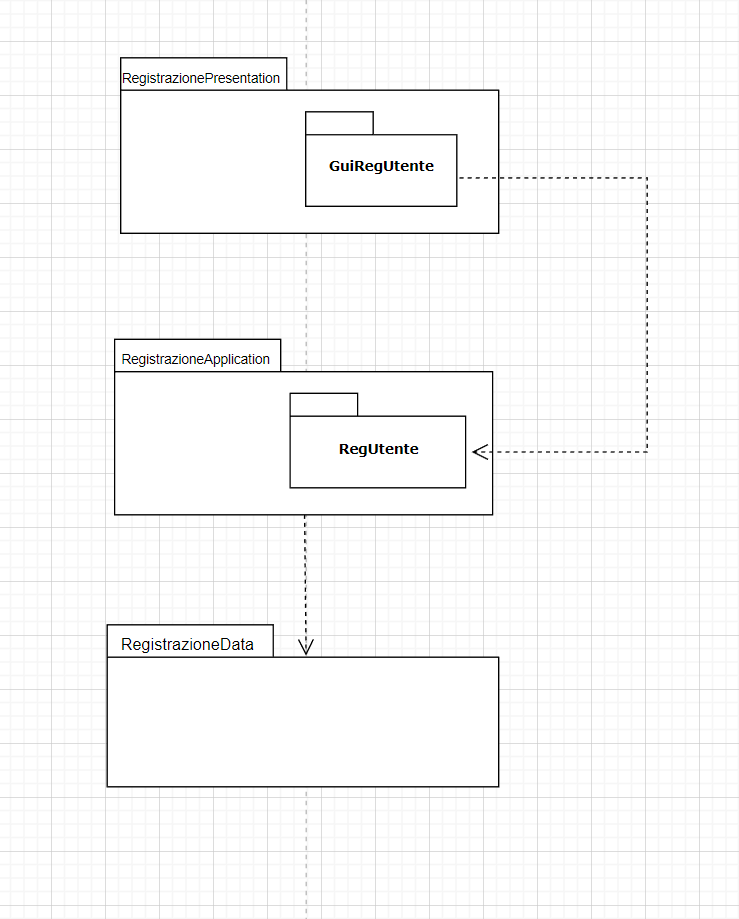 RegistrazionePresentation
GuiRegUtente
RegistrazioneApplication
RegUtente
RegistrazioneData